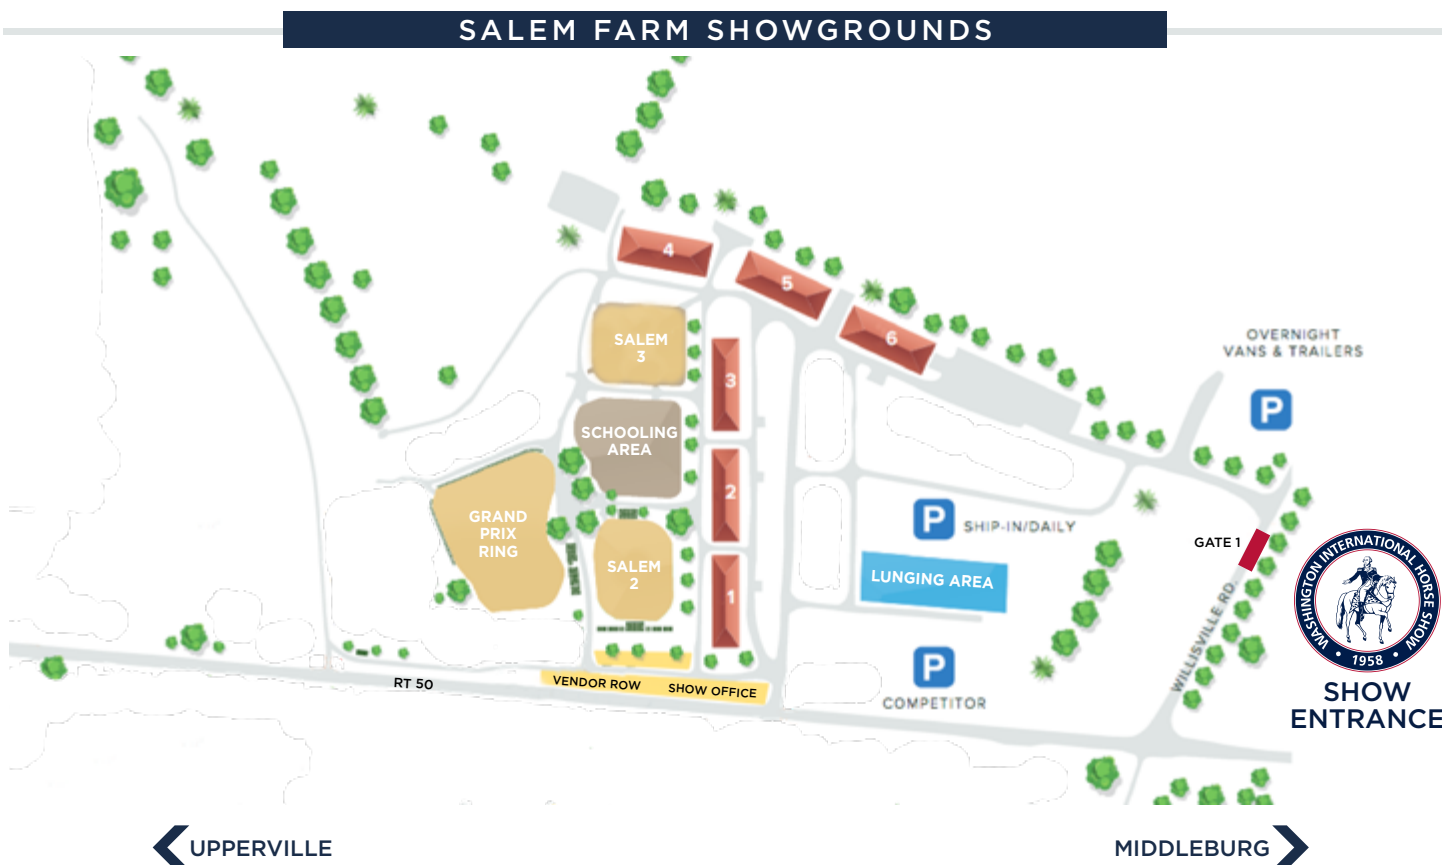 SALEM FARM SHOWGROUNDS
4
5
6
OVERNIGHT
VANS & TRAILERS
P
SALEM
3
3
SCHOOLING
AREA
2
GRAND
PRIX
RING
P
SHIP-IN/DAILY
GATE 1
LUNGING AREA
SALEM
2
1
WILLISVILLE RD.
WASHINGTON INTERNATIONAL HORSE SHOW
• 1958 •
SHOW
ENTRANCE
P
COMPETITOR
RT 50
VENDOR ROW
SHOW OFFICE
UPPERVILLE
MIDDLEBURG